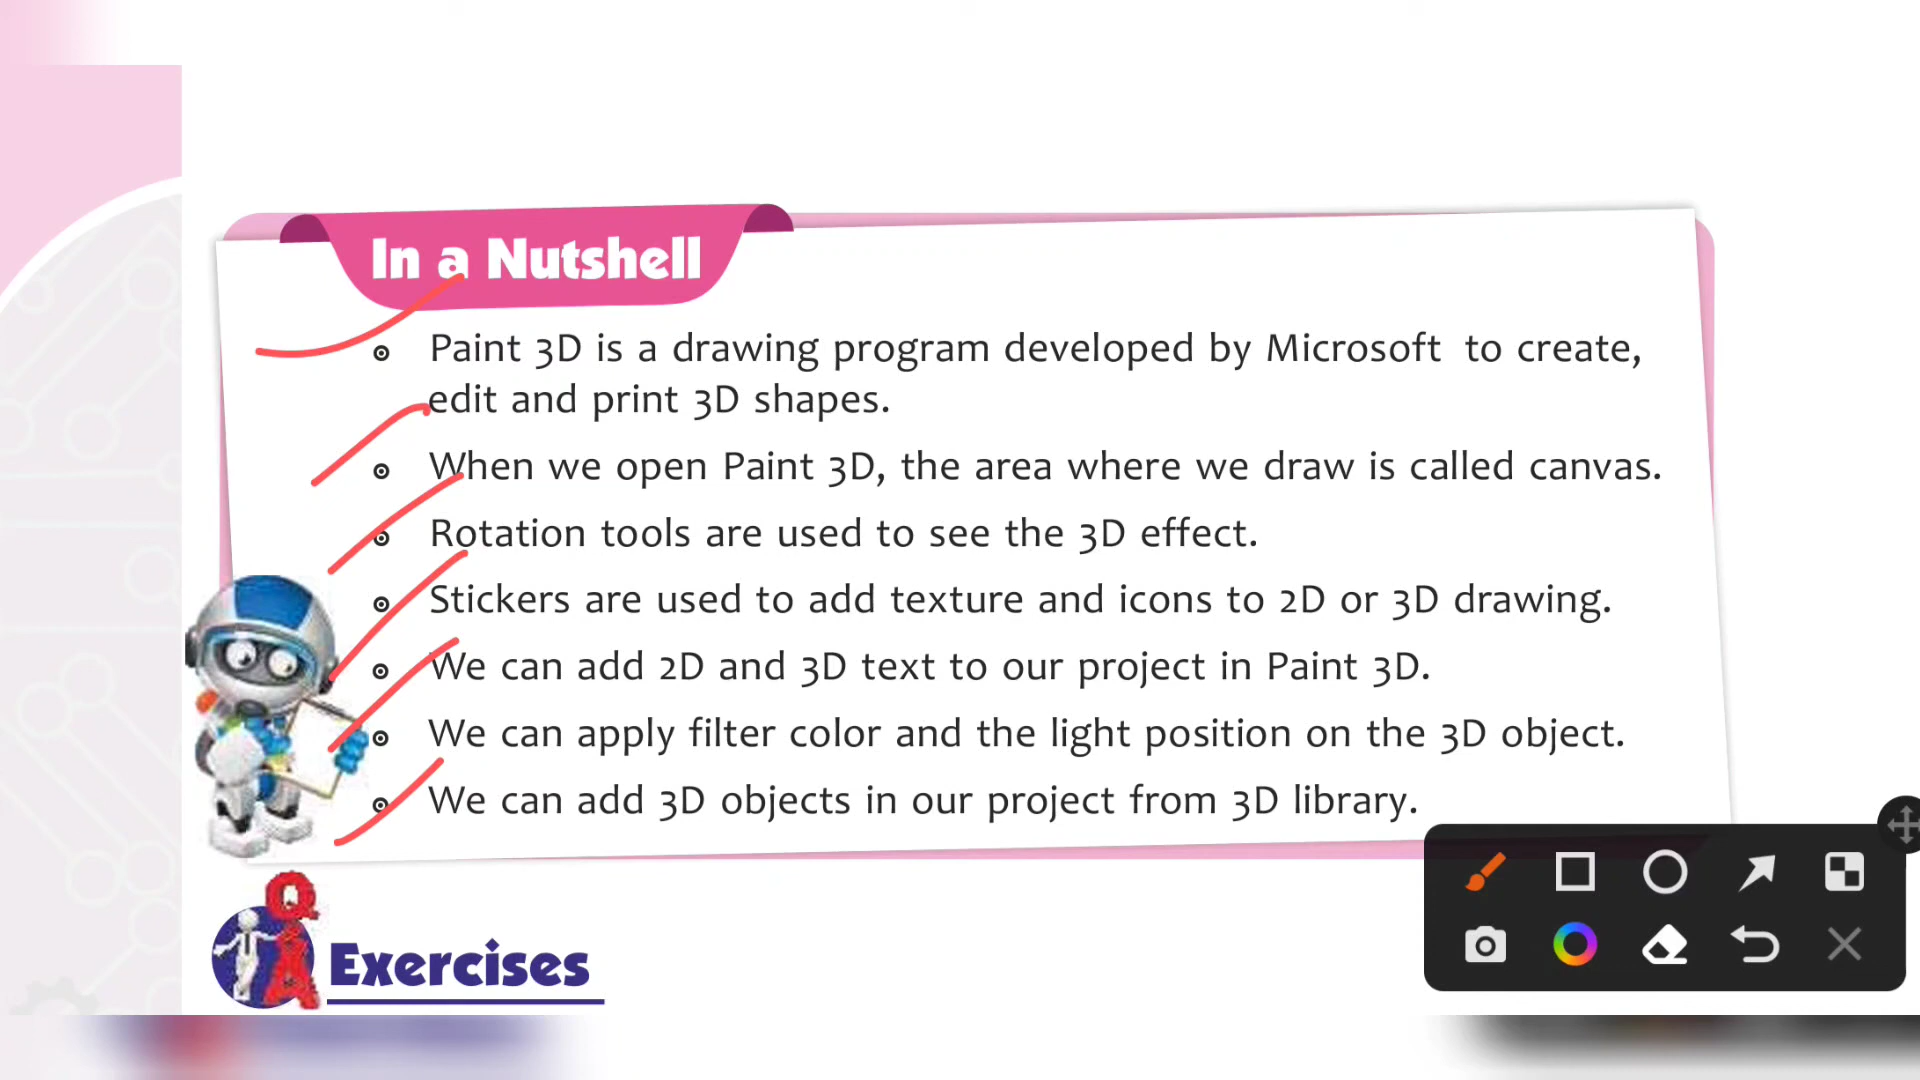 In a Nutshell
Paint 3D is a drawing program developed by Microsoft to create,
edit and print 3D shapes.
When we open Paint 3D, the area where we draw is called canvas.
Rotation tools are used to see the 3D effect.
Stickers are used to add texture and icons to 2D or 3D drawing.
We can add 2D and 3D text to our project in Paint 3D.
We can apply filter color and the light position on the 3D object.
We can add 3D objects in our project from 3D library.
Q
A
Exercises